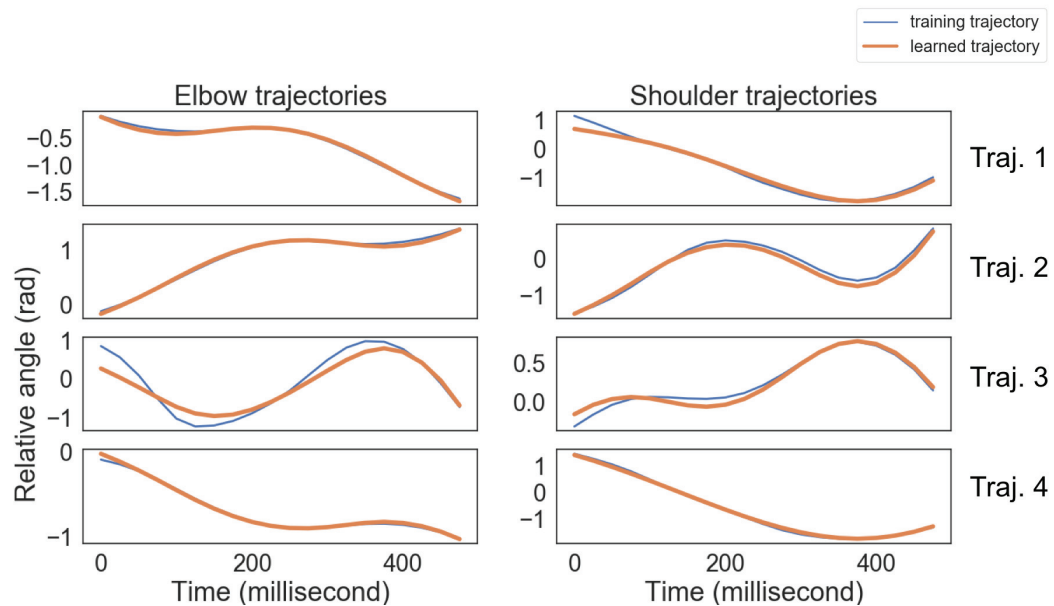 training trajectory
learned trajectory
Elbow trajectories
Shoulder trajectories
−0.5
−1.0
−1.5
1
0
−1
Traj. 1
1
0
0
−1
Traj. 2
1
0
−1
0.5
0.0
Traj. 3
0
−1
1
0
−1
Traj. 4
Relative angle (rad)
0 200 400
0 200 400
Time (millisecond)
Time (millisecond)